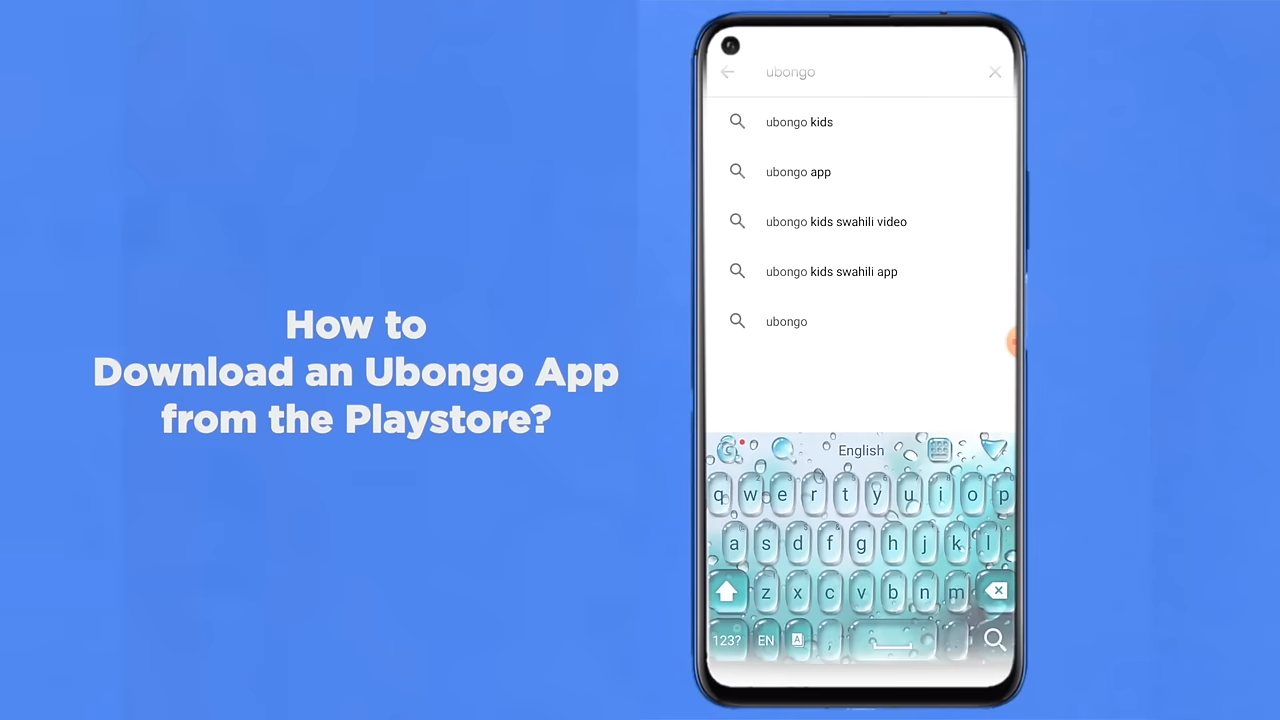 How to
Download an Ubongo App
from the Playstore?
ubongo
ubongo kids
ubongo app
ubongo kids swahili video
ubongo kids swahili app
ubongo
English
q w e r t y u i o p
a s d f g h j k l
z x c v b n m
123? EN A ,